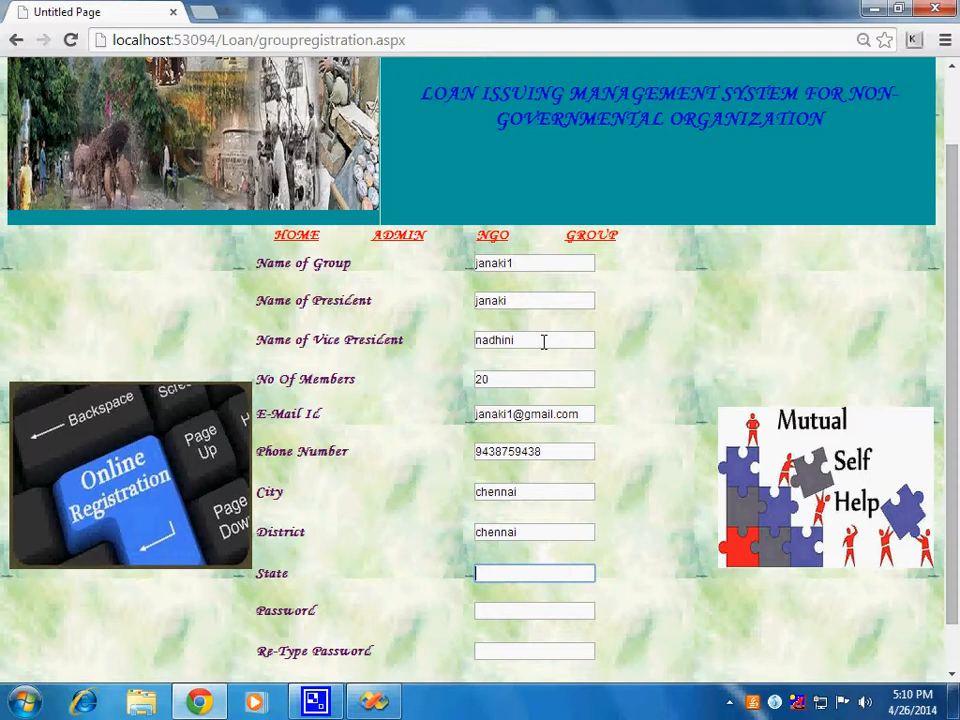 Untitled Page
localhost:53094/Loan/groupregistration.aspx
K
LOAN ISSUING MANAGEMENT SYSTEM FOR NON-
GOVERNMENTAL ORGANIZATION
HOME ADMIN NGO GROUP
Name of Group janaki1
Name of President janaki
Name of Vice President nadhini
No Of Members 20
E-Mail Id janaki1@gmail.com
Phone Number 9438759438
City chennai
District chennai
State
Password
Re-Type Password
Backspace
Page
Up
Online
Registration
Page
Dow
Mutual
Self
Help
5:10 PM
4/26/2014